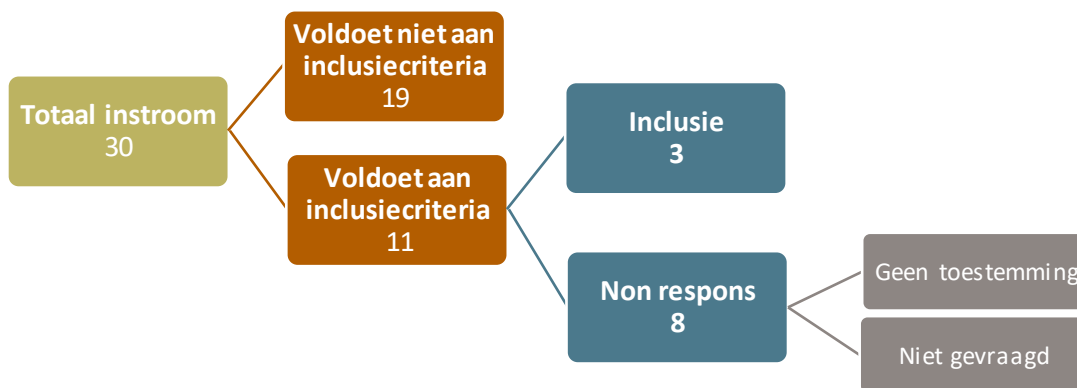 Totaal instroom
30
Voldoet niet aan
inclusiecriteria
19
Voldoet aan
inclusiecriteria
11
Inclusie
3
Non respons
8
Geen toestemming
Niet gevraagd